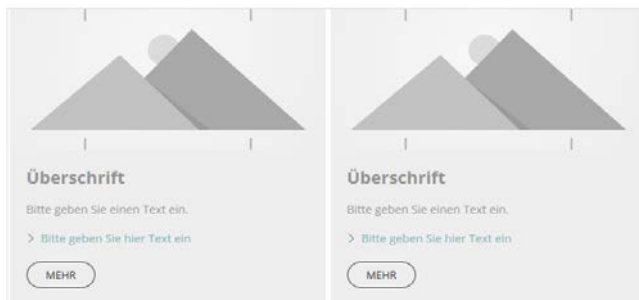 Überschrift
Bitte geben Sie einen Text ein.
> Bitte geben Sie hier Text ein
MEHR
Überschrift
Bitte geben Sie einen Text ein.
> Bitte geben Sie hier Text ein
MEHR